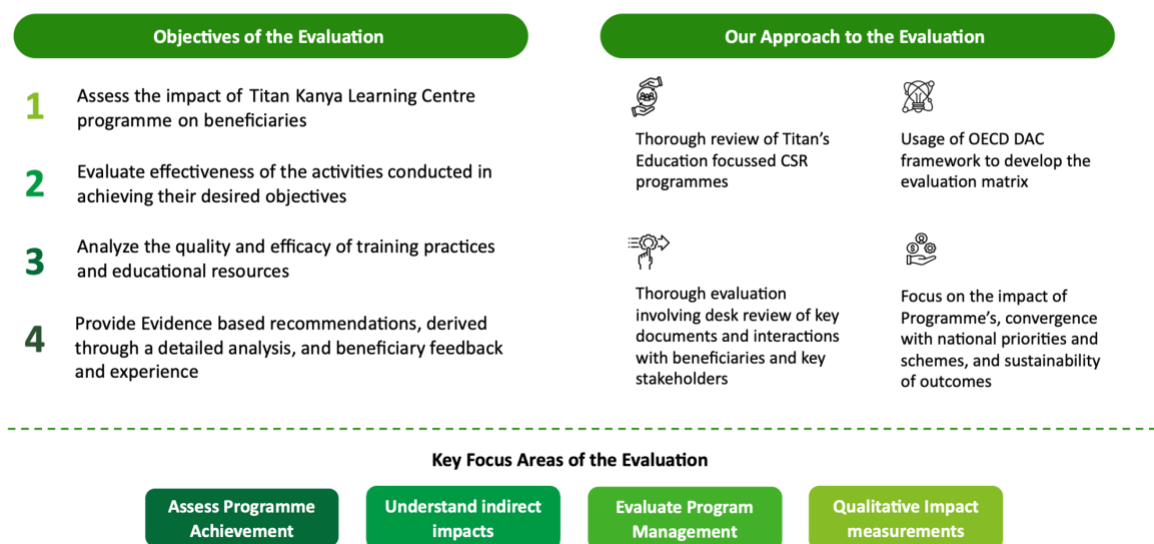 Objectives of the Evaluation
1
Assess the impact of Titan Kanya Learning Centre
programme on beneficiaries
2
Evaluate effectiveness of the activities conducted in
achieving their desired objectives
3
Analyze the quality and efficacy of training practices
and educational resources
4
Provide Evidence based recommendations, derived
through a detailed analysis, and beneficiary feedback
and experience
Our Approach to the Evaluation
Thorough review of Titan's
Education focussed CSR
programmes
Usage of OECD DAC
framework to develop the
evaluation matrix
Thorough evaluation
involving desk review of key
documents and interactions
with beneficiaries and key
stakeholders
Focus on the impact of
Programme's, convergence
with national priorities and
schemes, and sustainability
of outcomes
Key Focus Areas of the Evaluation
Assess Programme
Achievement
Understand indirect
impacts
Evaluate Program
Management
Qualitative Impact
measurements